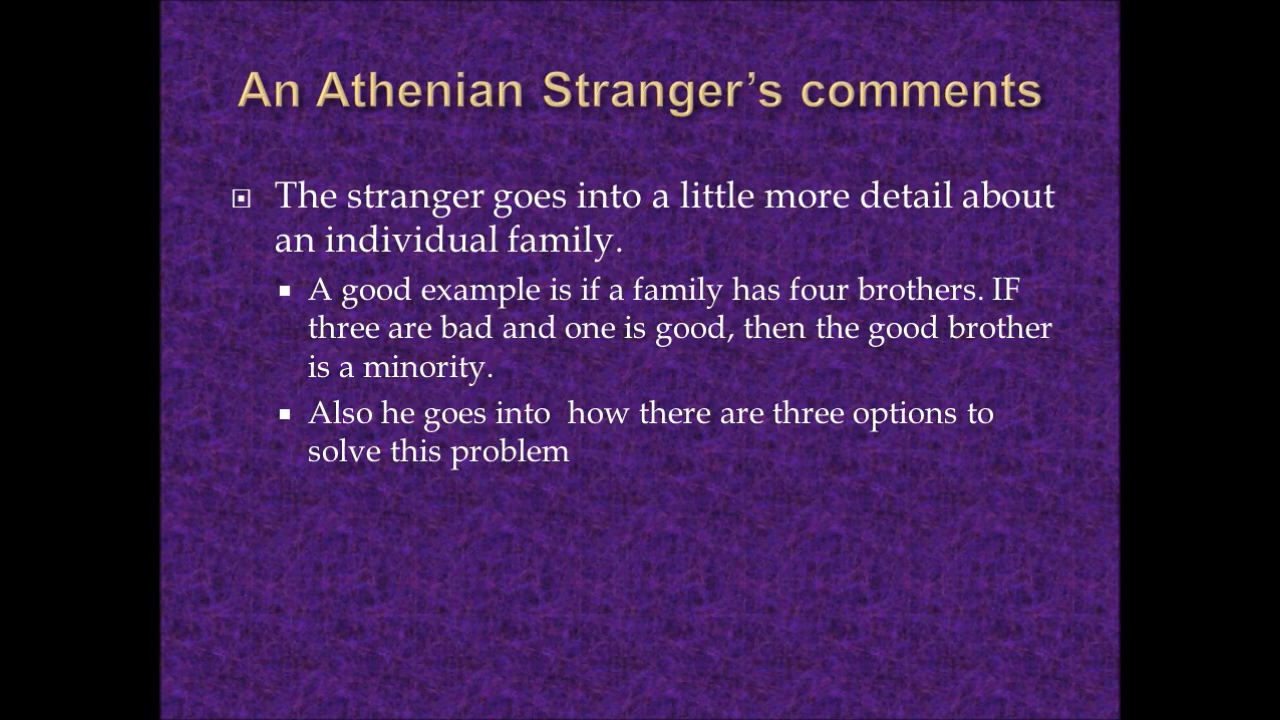 An Athenian Stranger’s comments
The stranger goes into a little more detail about
an individual family.
A good example is if a family has four brothers. IF
three are bad and one is good, then the good brother
is a minority.
Also he goes into  how there are three options to
solve this problem